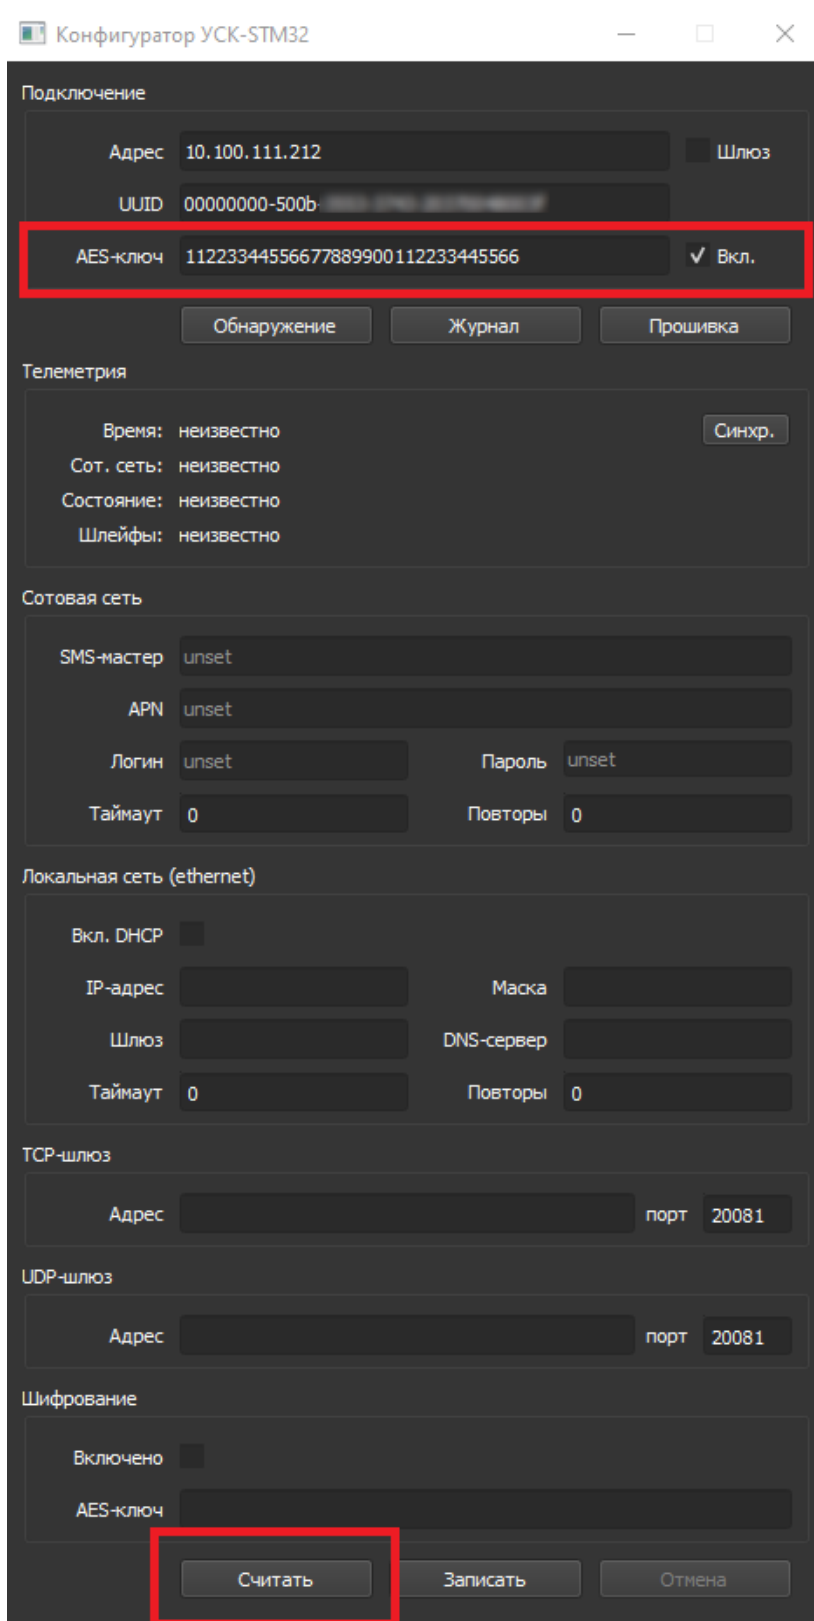 Конфигуратор УСК-STM32
Подключение
Адрес 10.100.111.212 Шлюз
UUID 00000000-500b-
AES-ключ 11223344556677889900112233445566 Вкл.
Обнаружение Журнал Прошивка
Телеметрия
Время: неизвестно Синхр.
Сот. сеть: неизвестно
Состояние: неизвестно
Шлейфы: неизвестно
Сотовая сеть
SMS-мастер unset
APN unset
Логин unset Пароль unset
Таймаут 0 Повторы 0
Локальная сеть (ethernet)
Вкл. DHCP
IP-адрес Маска
Шлюз DNS-сервер
Таймаут 0 Повторы 0
TCP-шлюз
Адрес порт 20081
UDP-шлюз
Адрес порт 20081
Шифрование
Включено
AES-ключ
Считать Записать Отмена